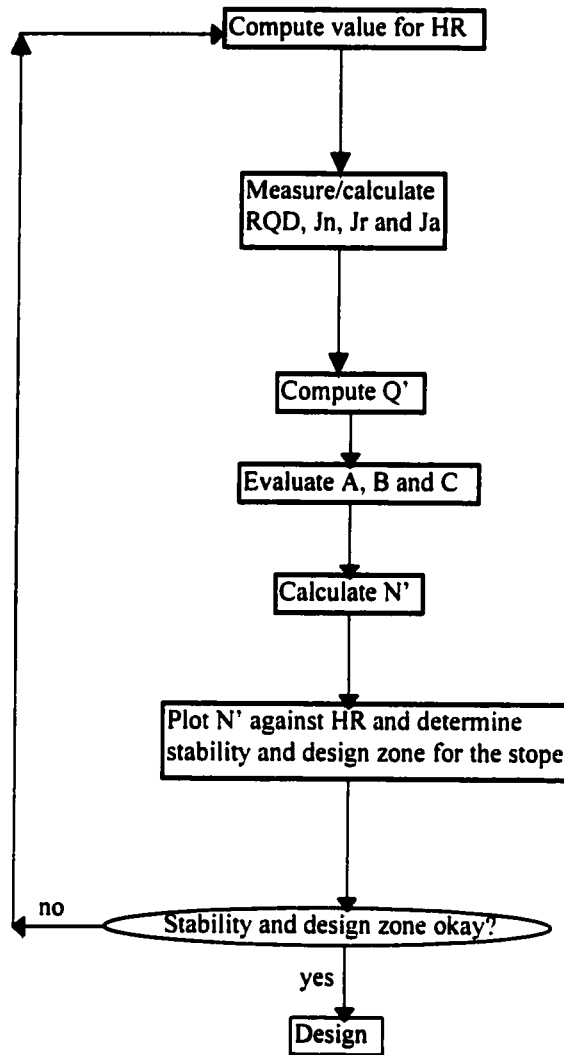 Compute value for HR
Measure/calculate
RQD, Jn, Jr and Ja
Compute Q'
Evaluate A, B and C
Calculate N'
Plot N' against HR and determine
stability and design zone for the stope
no
Stability and design zone okay?
yes
Design